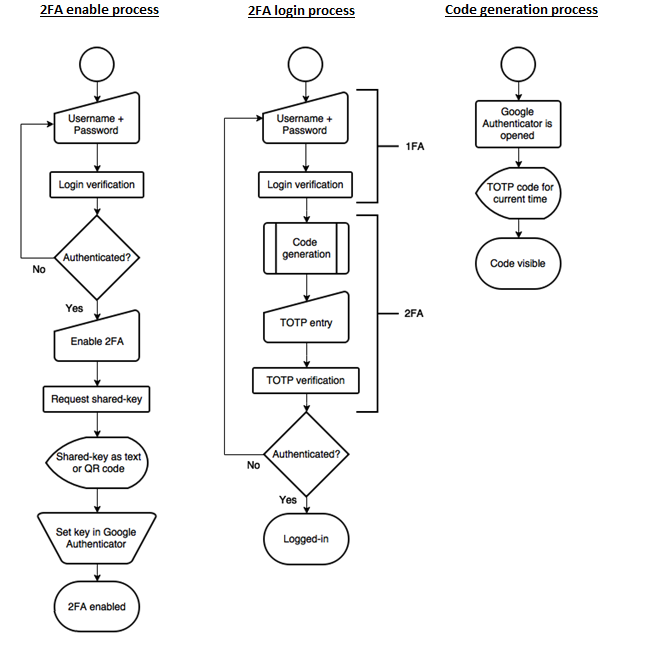 2FA enable process
Username +
Password
Login verification
Authenticated?
No
Yes
Enable 2FA
Request shared-key
Shared-key as text
or QR code
Set key in Google
Authenticator
2FA enabled
2FA login process
Username +
Password
1FA
Login verification
Code
generation
TOTP entry
2FA
TOTP verification
Authenticated?
No
Yes
Logged-in
Code generation process
Google
Authenticator is
opened
TOTP code for
current time
Code visible